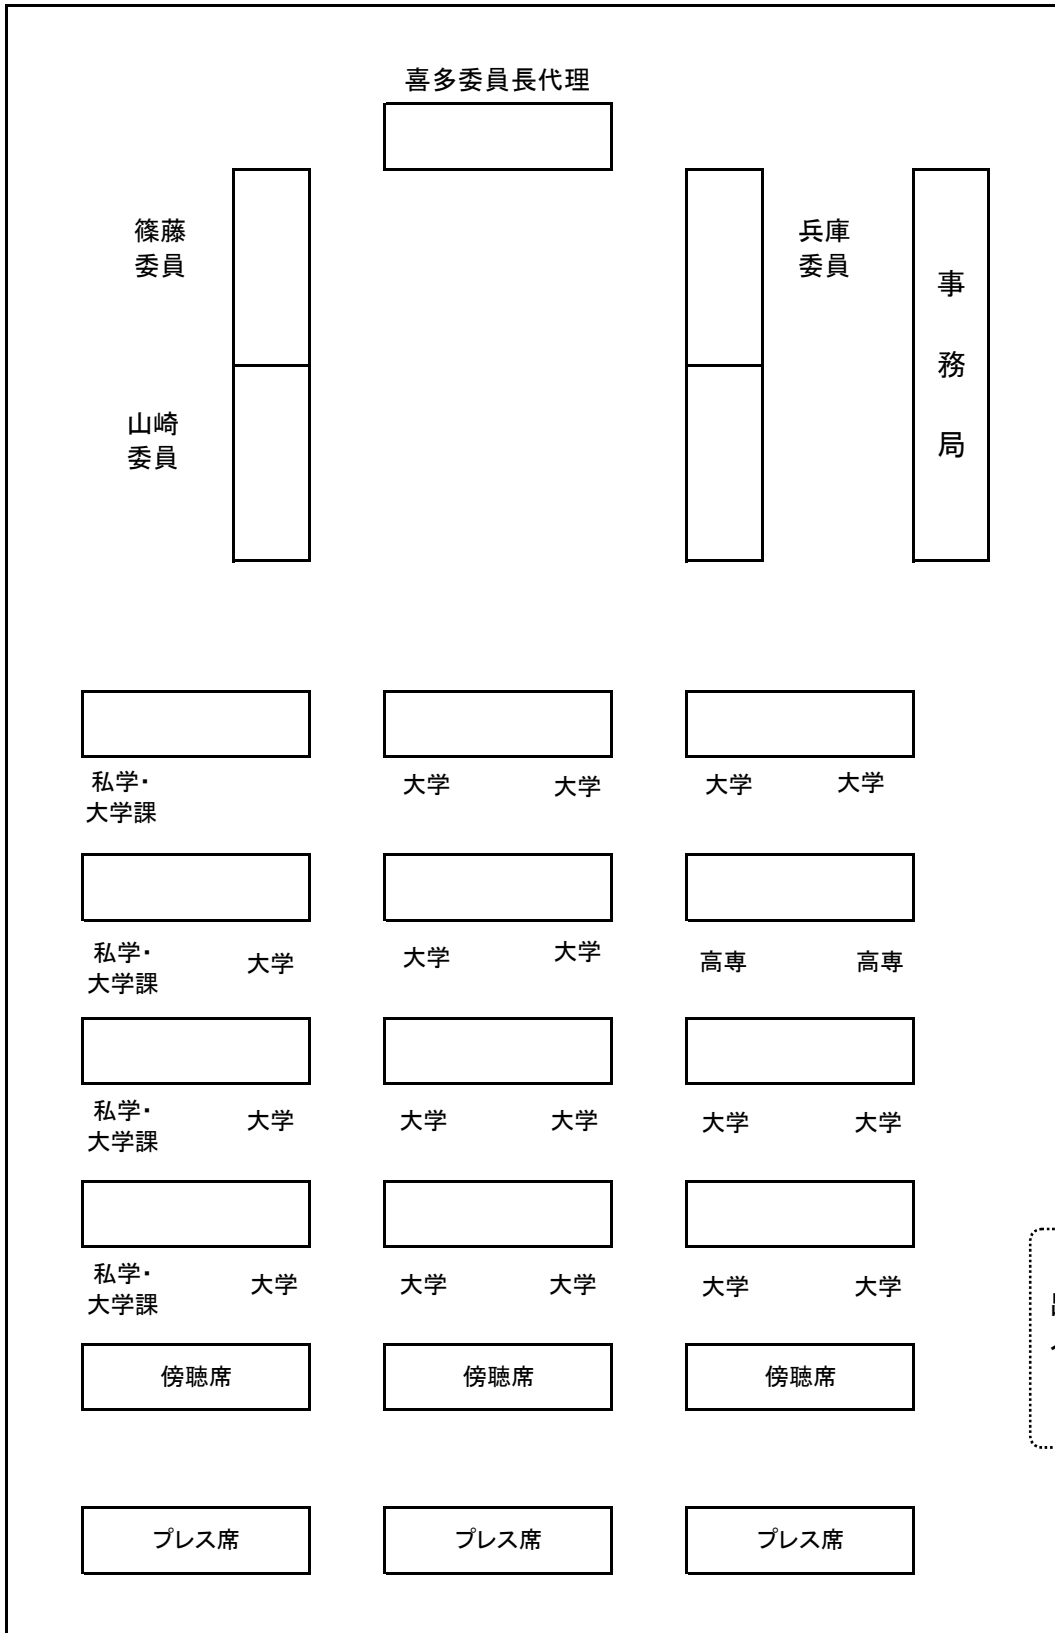 喜多委員長代理
篠藤
委員
兵庫
委員
事
務
局
山崎
委員
私学・
大学課
大学
大学
大学
大学
私学・
大学課
大学
大学
大学
高専
高専
私学・
大学課
大学
大学
大学
大学
大学
私学・
大学課
大学
大学
大学
大学
大学
傍聴席
傍聴席
傍聴席
プレス席
プレス席
プレス席